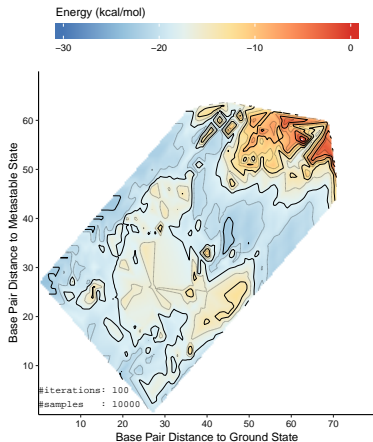 Energy (kcal/mol)
−30 −20 −10 0
Base Pair Distance to Metastable State
60
50
40
30
20
10
#iterations: 100
#samples : 10000
10 20 30 40 50 60 70
Base Pair Distance to Ground State